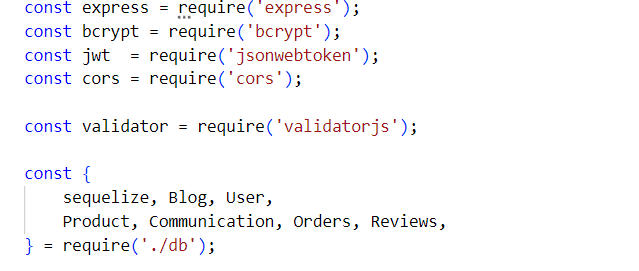 const express = require('express');
const bcrypt = require('bcrypt');
const jwt  = require('jsonwebtoken');
const cors = require('cors');
const validator = require('validatorjs');
const {
    sequelize, Blog, User,
    Product, Communication, Orders, Reviews,
} = require('./db');